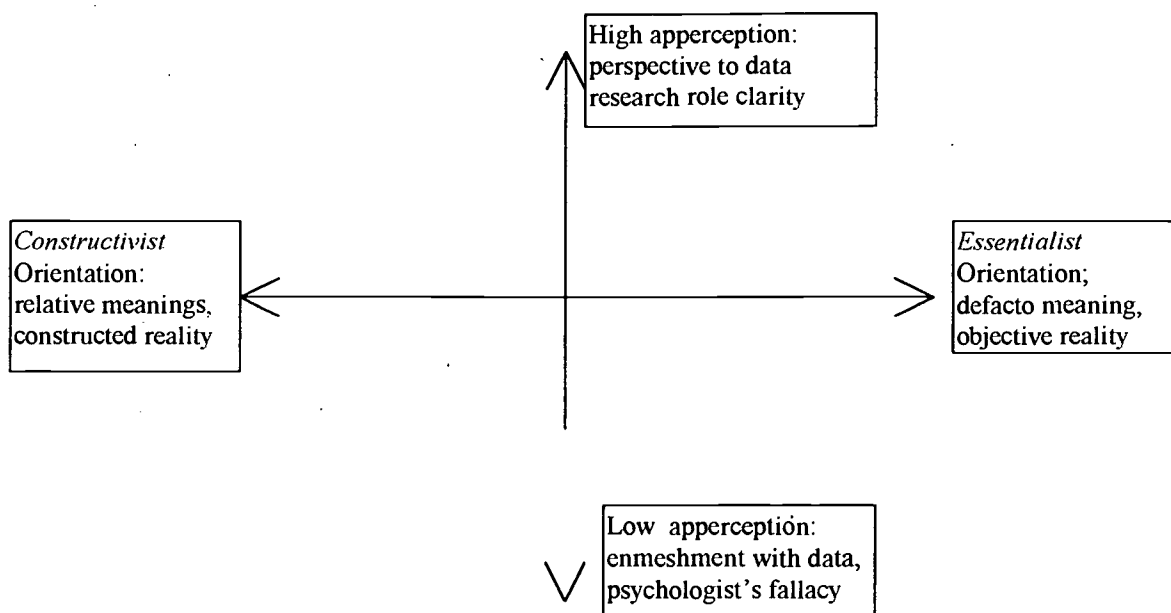 High apperception:
perspective to data
research role clarity
Constructivist
Orientation:
relative meanings,
constructed reality
Essentialist
Orientation;
defacto meaning,
objective reality
Low apperception:
enmeshment with data,
psychologist's fallacy